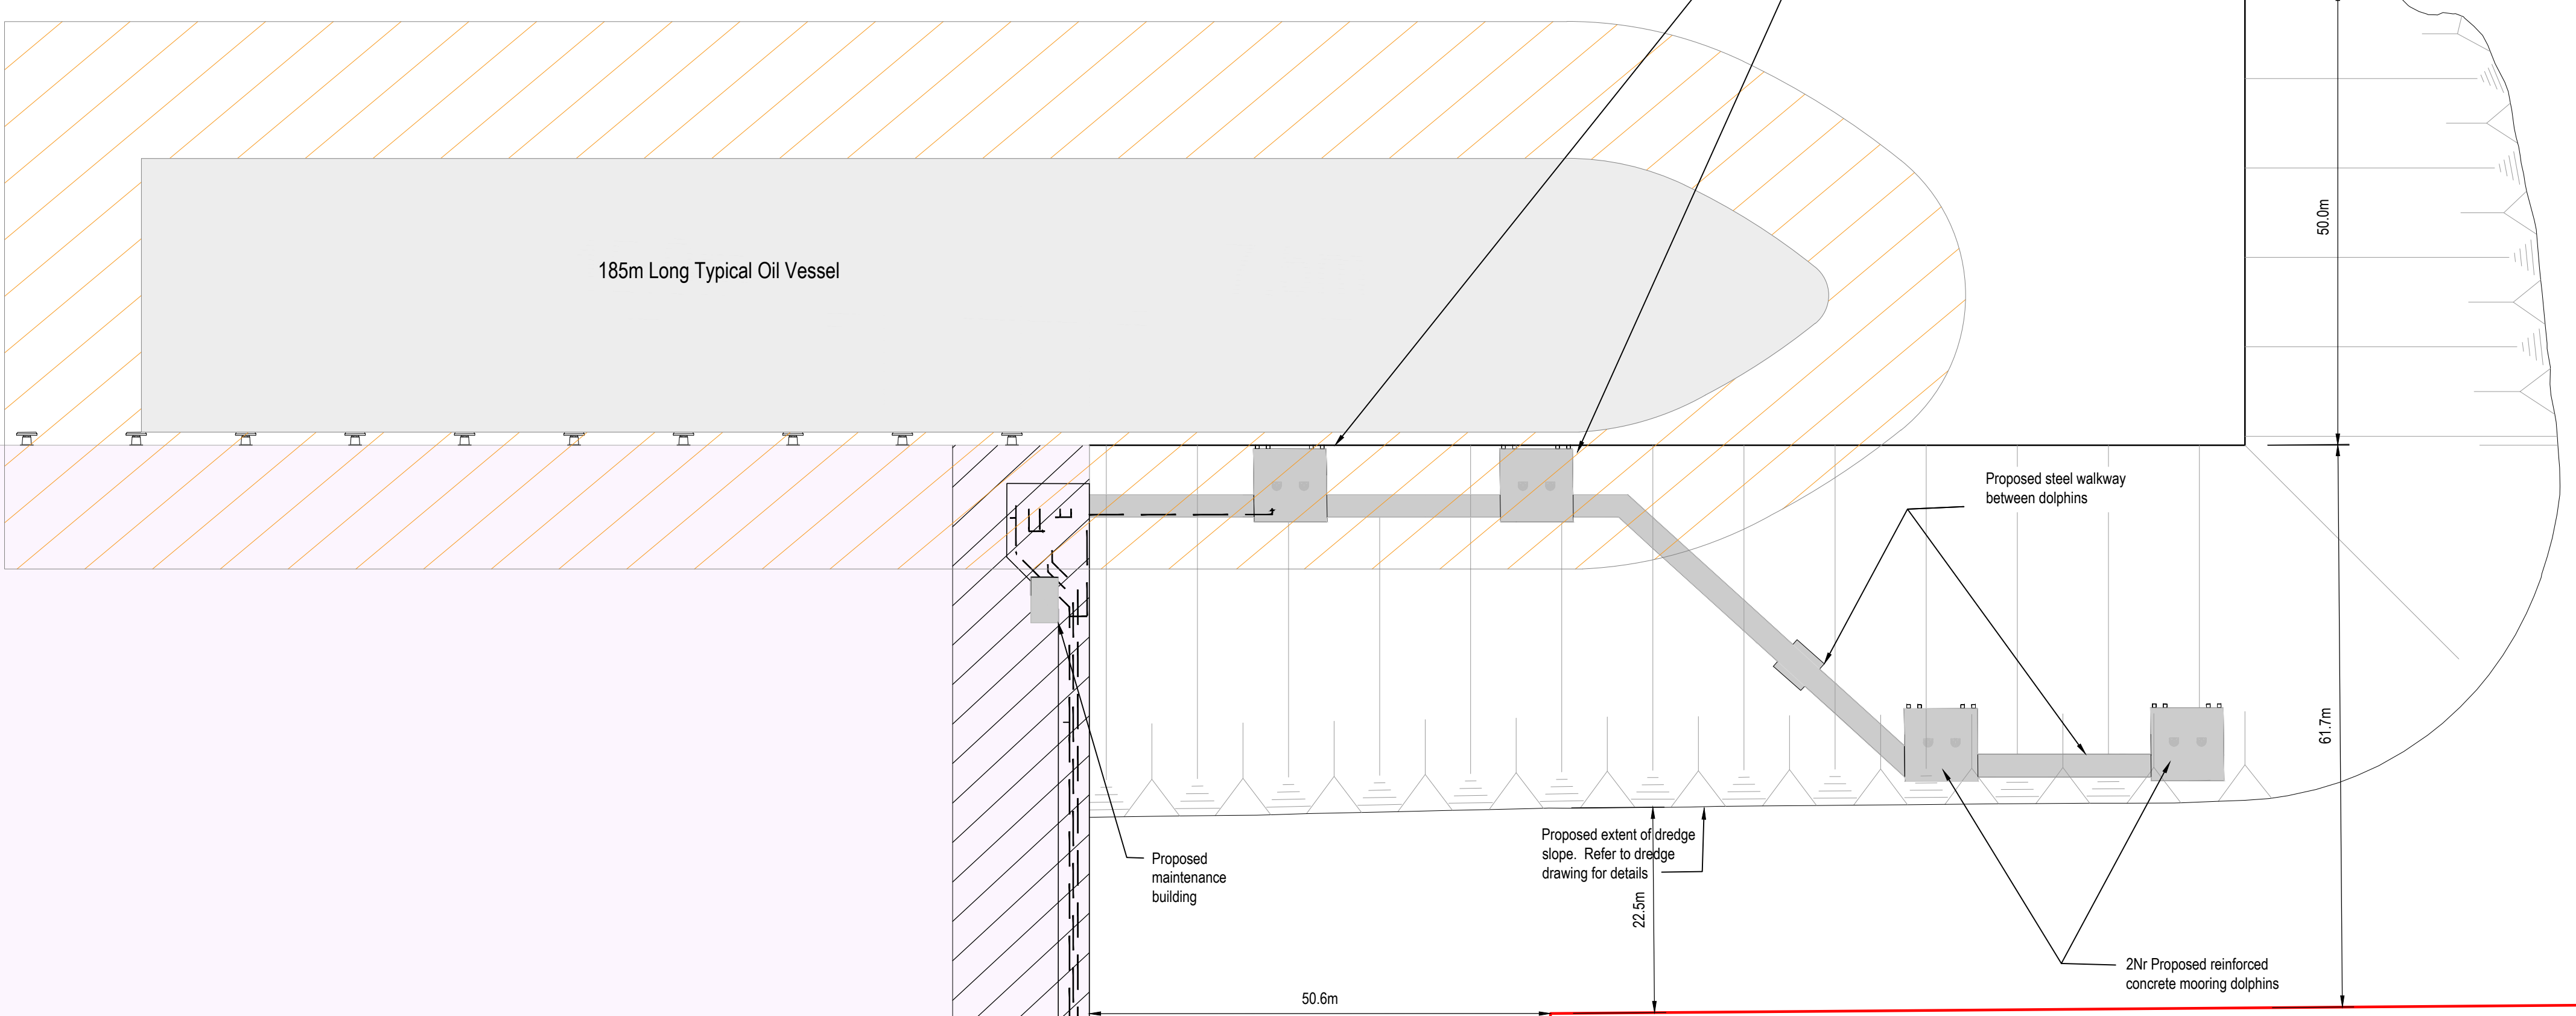 50.0m
185m Long Typical Oil Vessel
Proposed steel walkway
between dolphins
61.7m
Proposed extent of dredge
slope. Refer to dredge
drawing for details
Proposed
maintenance
building
22.5m
2Nr Proposed reinforced
concrete mooring dolphins
50.6m